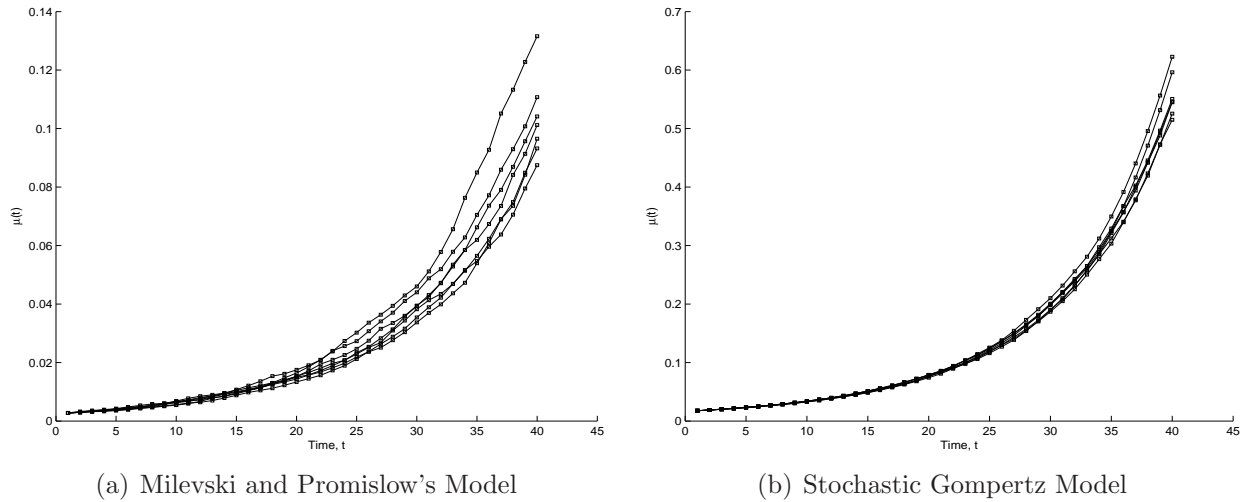 0.14
0.12
0.1
0.08
0.06
0.04
0.02
0
μ(t)
0 5 10 15 20 25 30 35 40 45
Time, t
(a) Milevski and Promislow's Model
0.7
0.6
0.5
0.4
0.3
0.2
0.1
0
μ(t)
0 5 10 15 20 25 30 35 40 45
Time, t
(b) Stochastic Gompertz Model